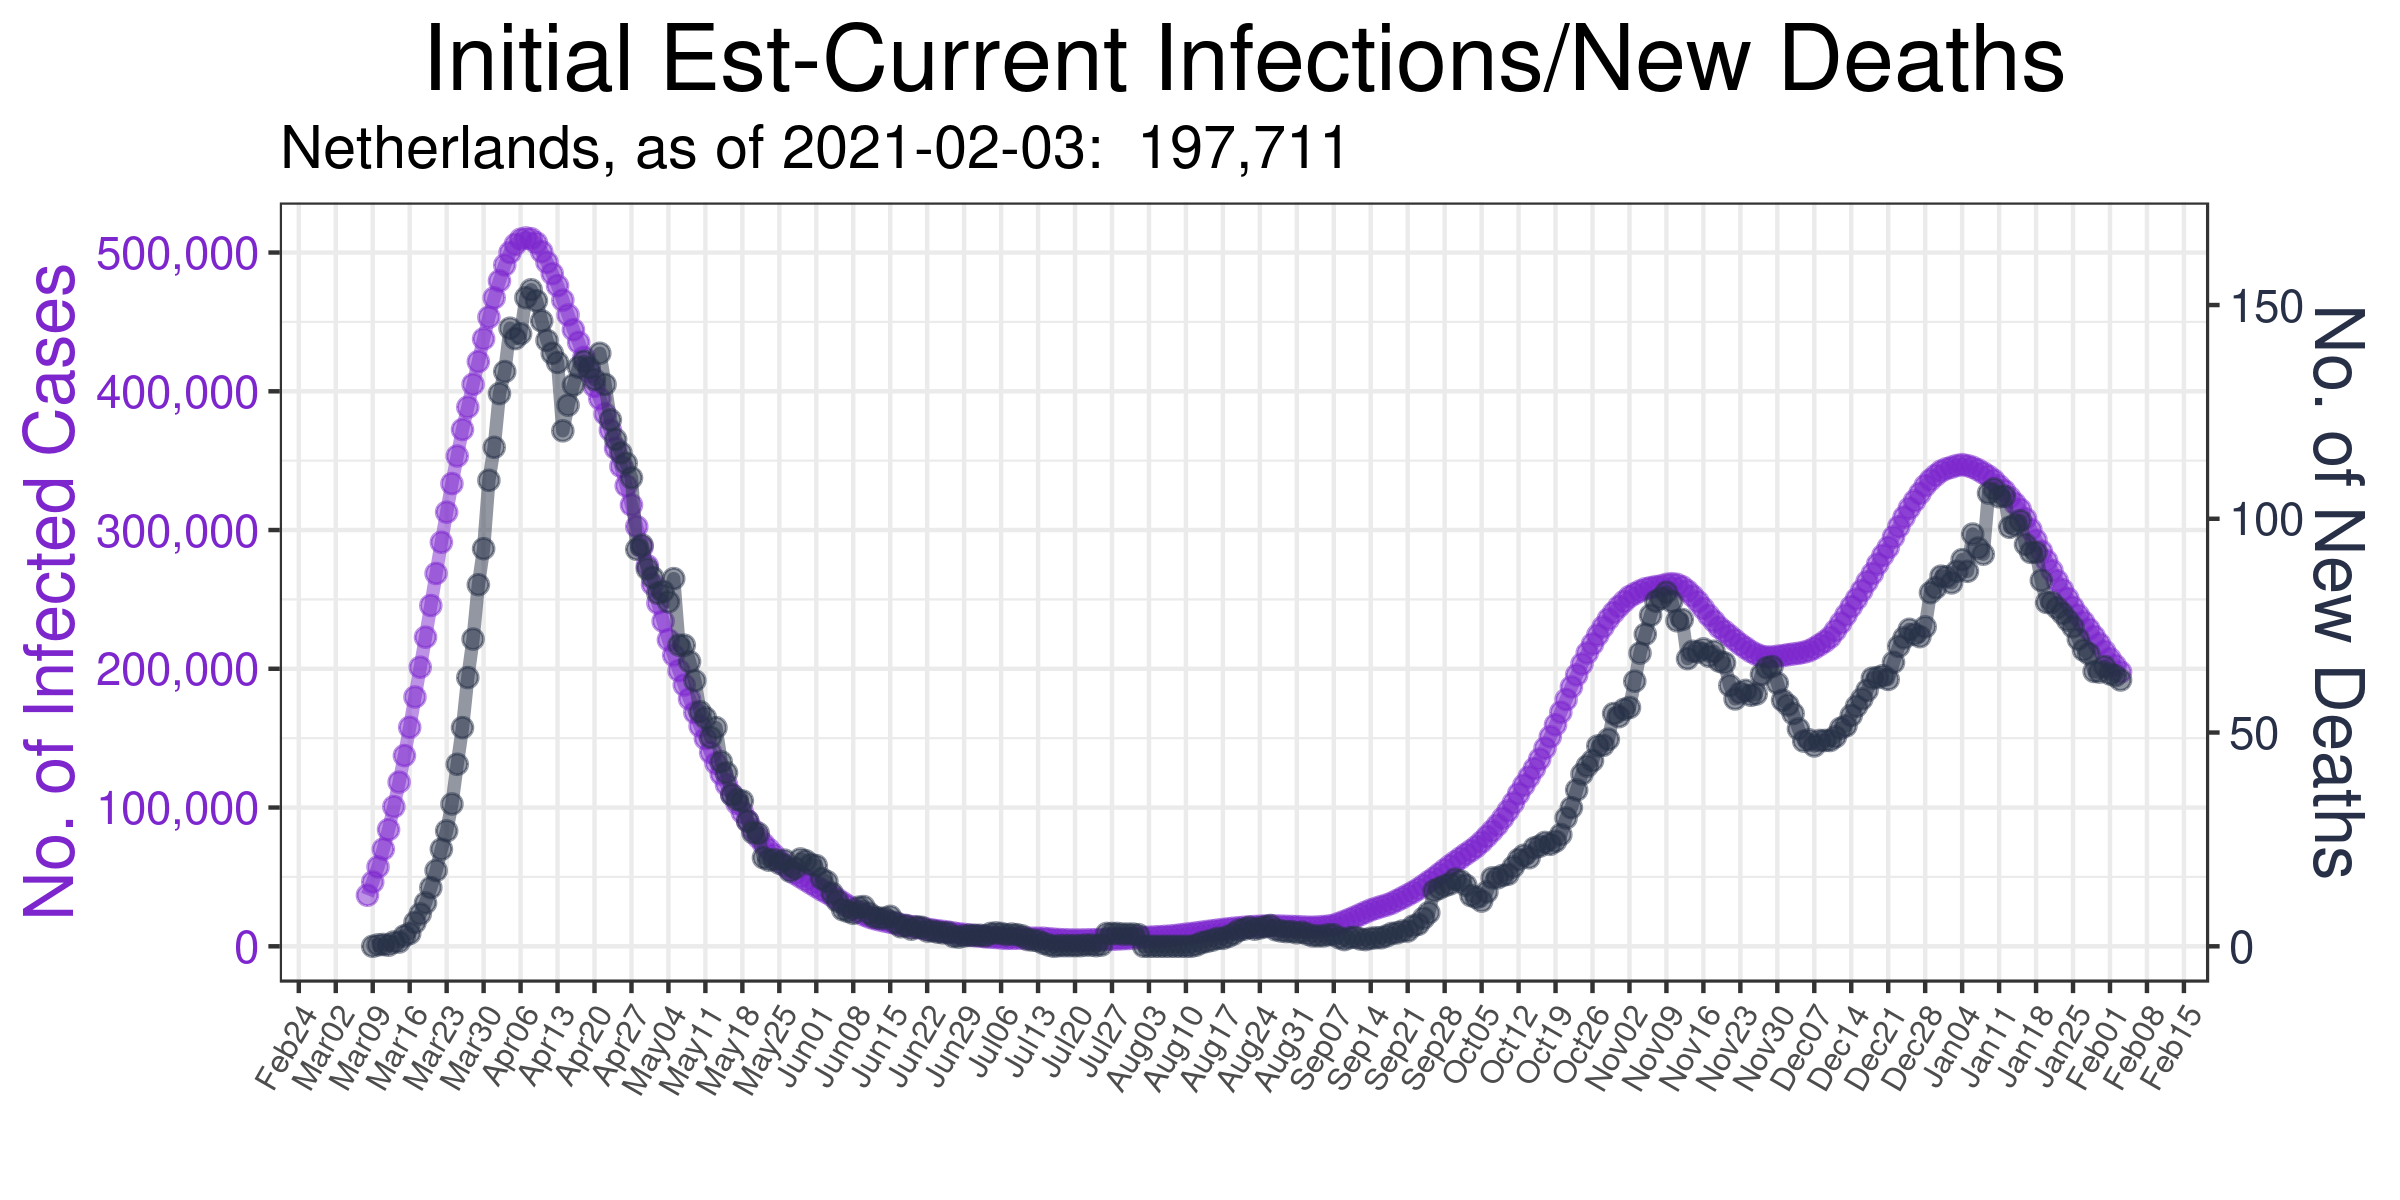 Initial Est-Current Infections/New Deaths
Netherlands, as of 2021-02-03:  197,711
No. of Infected Cases
500,000
400,000
300,000
200,000
100,000
0
150
100
50
0
No. of New Deaths
Feb24
Mar02
Mar09
Mar16
Mar23
Mar30
Apr06
Apr13
Apr20
Apr27
May04
May11
May18
May25
Jun01
Jun08
Jun15
Jun22
Jun29
Jul06
Jul13
Jul20
Jul27
Aug03
Aug10
Aug17
Aug24
Aug31
Sep07
Sep14
Sep21
Sep28
Oct05
Oct12
Oct19
Oct26
Nov02
Nov09
Nov16
Nov23
Nov30
Dec07
Dec14
Dec21
Dec28
Jan04
Jan11
Jan18
Jan25
Feb01
Feb08
Feb15